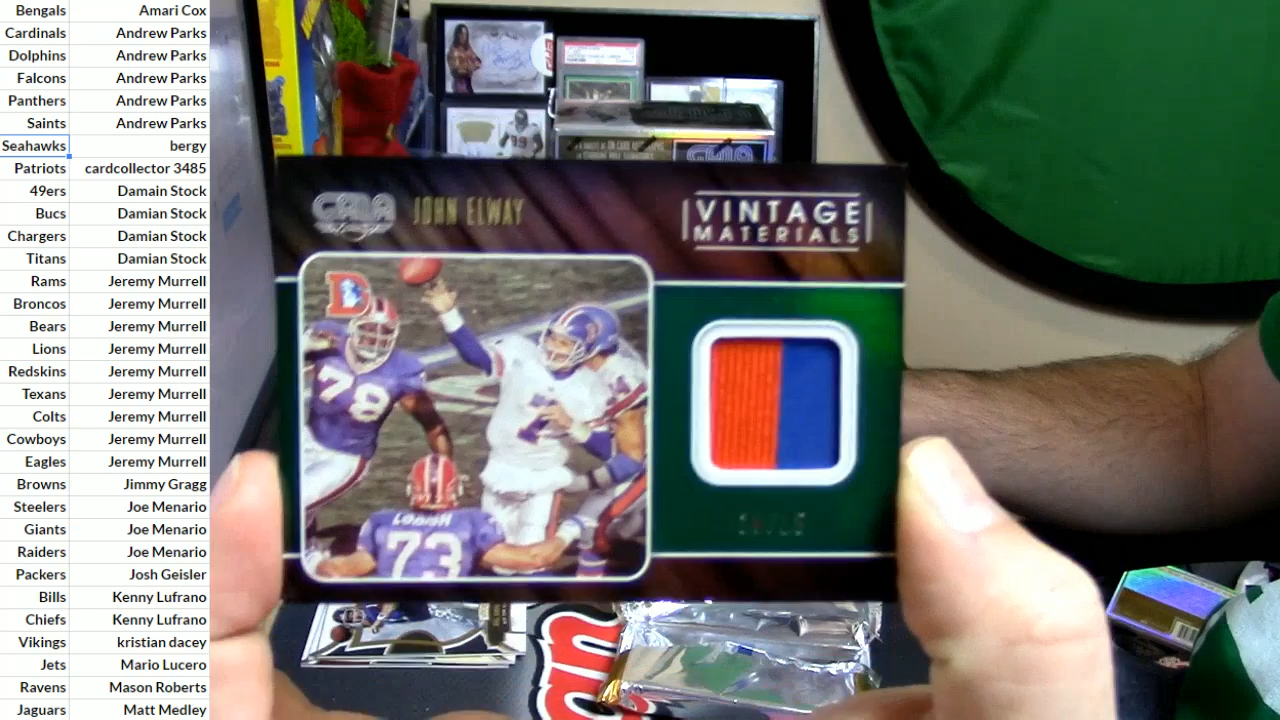 Bengals Amari Cox
Cardinals Andrew Parks
Dolphins Andrew Parks
Falcons Andrew Parks
Panthers Andrew Parks
Saints Andrew Parks
Seahawks bergy
Patriots cardcollector 3485
49ers Damain Stock
Bucs Damian Stock
Chargers Damian Stock
Titans Damian Stock
Rams Jeremy Murrell
Broncos Jeremy Murrell
Bears Jeremy Murrell
Lions Jeremy Murrell
Redskins Jeremy Murrell
Texans Jeremy Murrell
Colts Jeremy Murrell
Cowboys Jeremy Murrell
Eagles Jeremy Murrell
Browns Jimmy Gragg
Steelers Joe Menario
Giants Joe Menario
Raiders Joe Menario
Packers Josh Geisler
Bills Kenny Lufrano
Chiefs Kenny Lufrano
Vikings kristian dacey
Jets Mario Lucero
Ravens Mason Roberts
Jaguars Matt Medley
GALA JOHN ELWAY
VINTAGE
MATERIALS
D
78
7
73
99
GALA